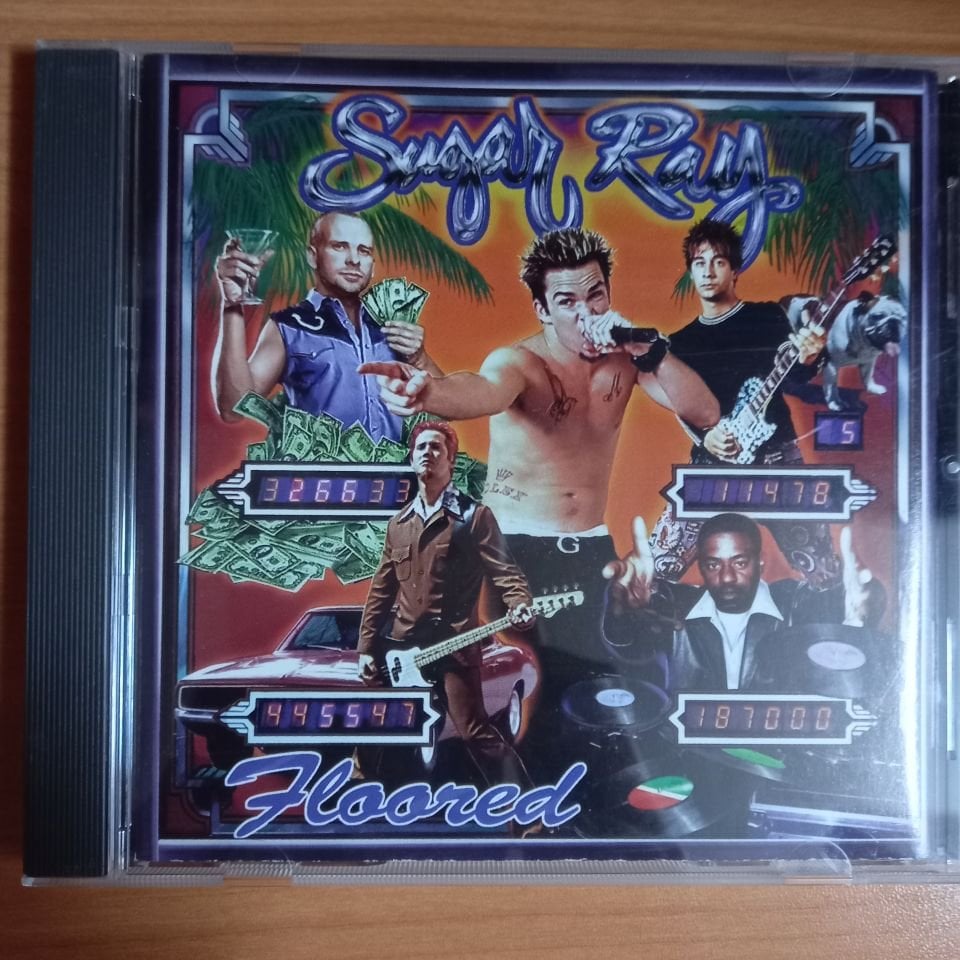 Sugar Ray
5
326633
11478
G
445547
187000
Floored